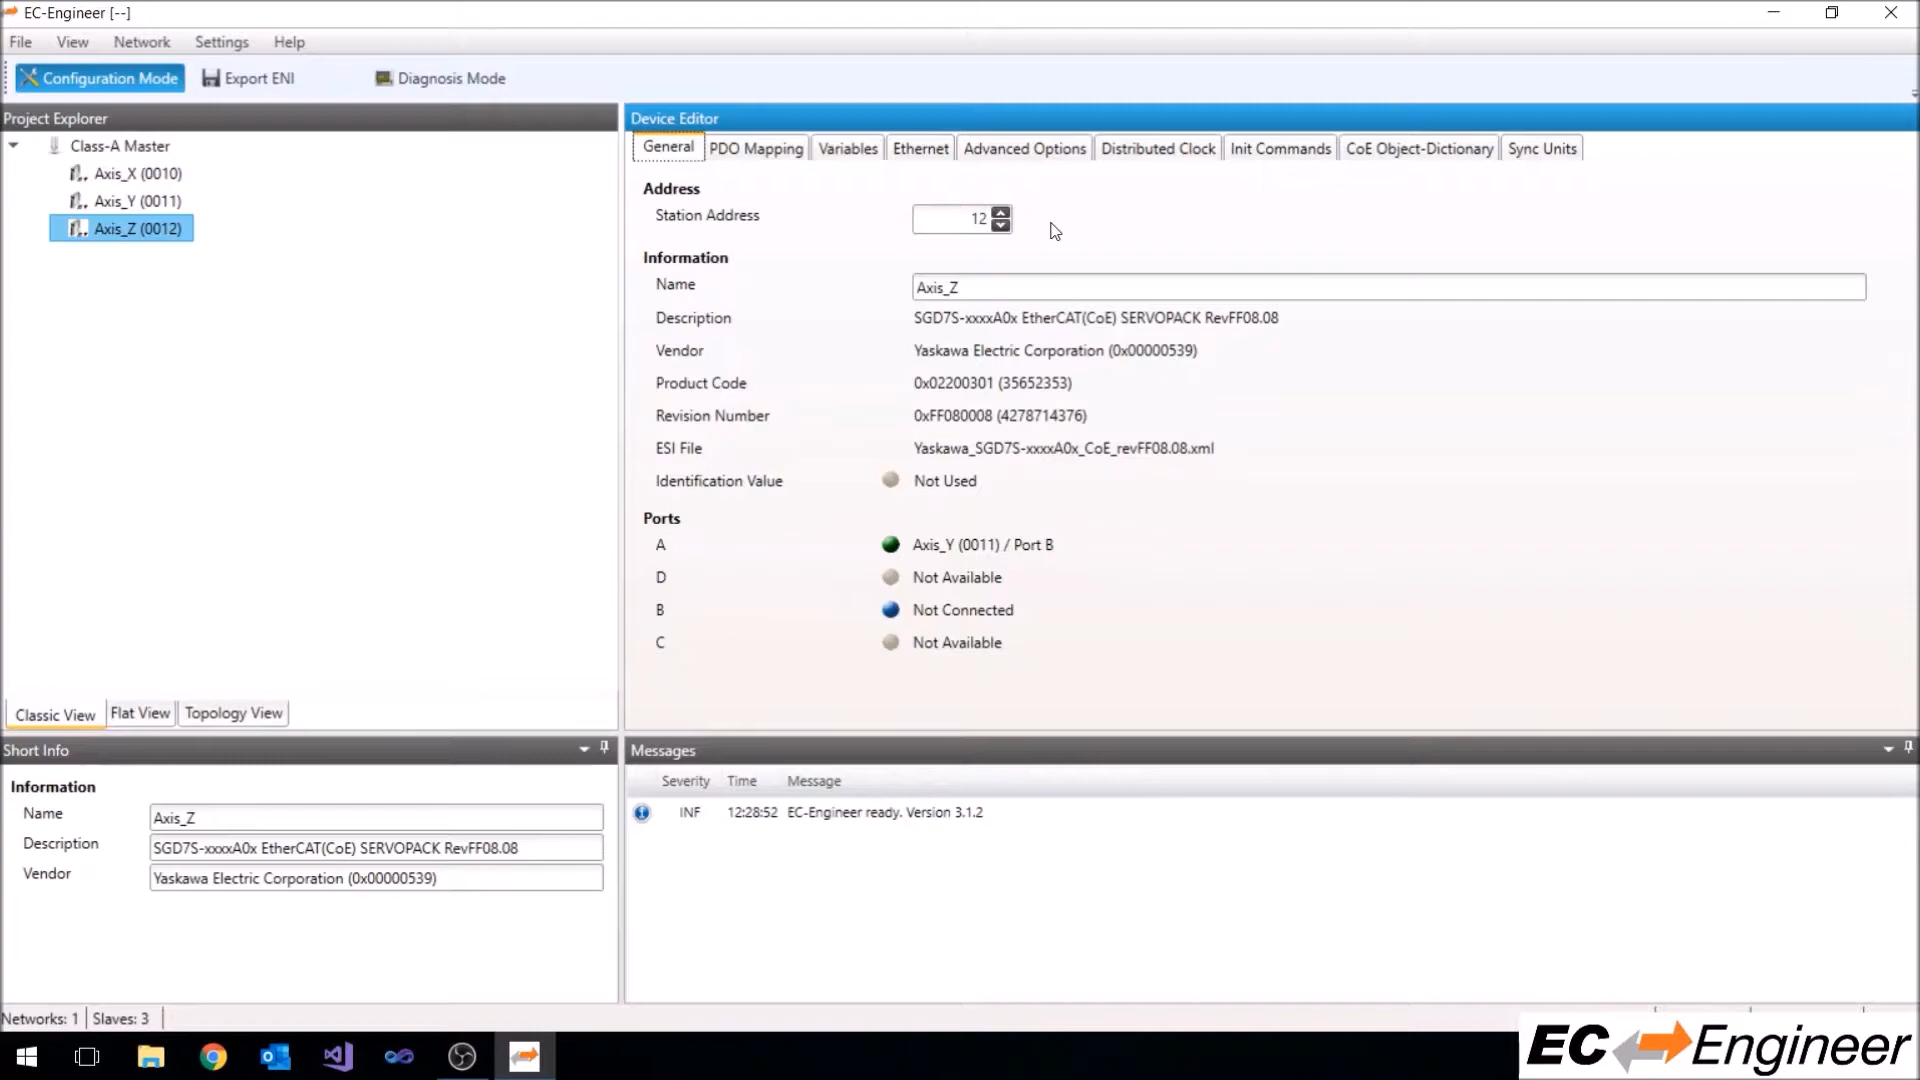 EC-Engineer [--]
File View Network Settings Help
Configuration Mode Export ENI Diagnosis Mode
Project Explorer
Class-A Master
Axis_X (0010)
Axis_Y (0011)
Axis_Z (0012)
Classic View Flat View Topology View
Device Editor
General PDO Mapping Variables Ethernet Advanced Options Distributed Clock Init Commands CoE Object-Dictionary Sync Units
Address
Station Address 12
Information
Name Axis_Z
Description SGD7S-xxxxA0x EtherCAT(CoE) SERVOPACK RevFF08.08
Vendor Yaskawa Electric Corporation (0x00000539)
Product Code 0x02200301 (35652353)
Revision Number 0xFF080008 (4278714376)
ESI File Yaskawa_SGD7S-xxxxA0x_CoE_revFF08.08.xml
Identification Value Not Used
Ports
A Axis_Y (0011) / Port B
D Not Available
B Not Connected
C Not Available
Short Info
Information
Name Axis_Z
Description SGD7S-xxxxA0x EtherCAT(CoE) SERVOPACK RevFF08.08
Vendor Yaskawa Electric Corporation (0x00000539)
Messages
Severity Time Message
INF 12:28:52 EC-Engineer ready. Version 3.1.2
Networks: 1 Slaves: 3
EC Engineer